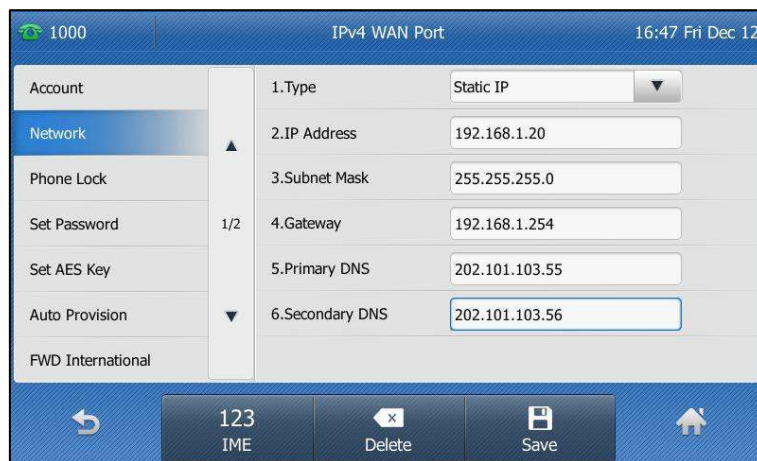 1000 IPv4 WAN Port 16:47 Fri Dec 12
Account
Network
Phone Lock
Set Password
Set AES Key
Auto Provision
FWD International
1/2
1.Type Static IP
2.IP Address 192.168.1.20
3.Subnet Mask 255.255.255.0
4.Gateway 192.168.1.254
5.Primary DNS 202.101.103.55
6.Secondary DNS 202.101.103.56
123
IME
Delete
Save